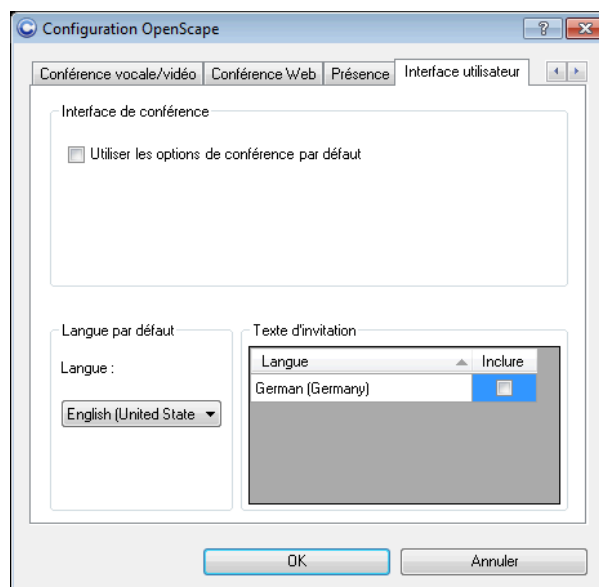 Configuration OpenScape
Conférence vocale/vidéo Conférence Web Présence Interface utilisateur
Interface de conférence
Utiliser les options de conférence par défaut
Langue par défaut
Langue :
English (United State
Texte d'invitation
Langue Inclure
German (Germany)
OK Annuler